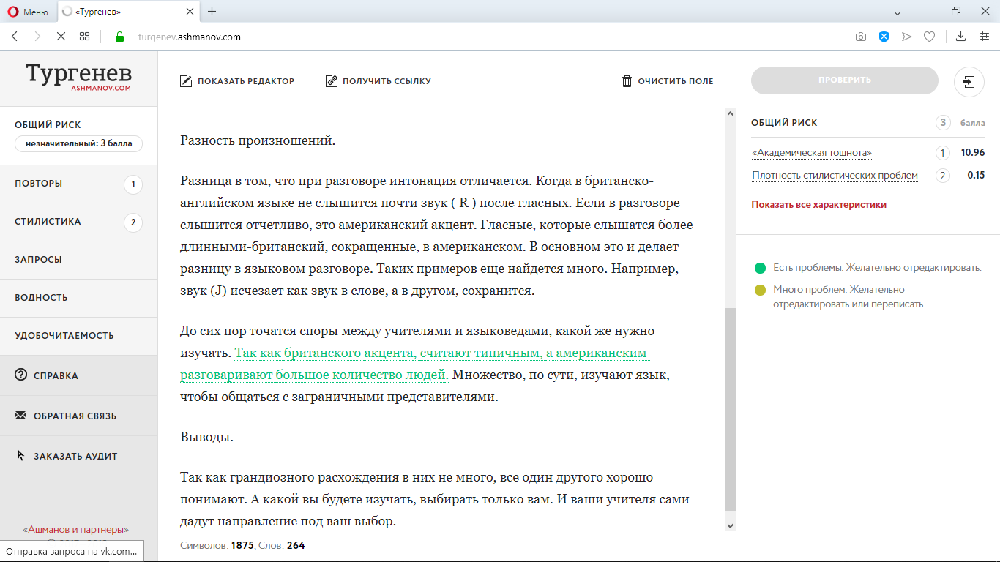 Меню
«Тургенев»
turgenev.ashmanov.com
Тургенев
ASHMANOV.COM
ОБЩИЙ РИСК
незначительный: 3 балла
ПОВТОРЫ 1
СТИЛИСТИКА 2
ЗАПРОСЫ
ВОДНОСТЬ
УДОБОЧИТАЕМОСТЬ
СПРАВКА
ОБРАТНАЯ СВЯЗЬ
ЗАКАЗАТЬ АУДИТ
«Ашманов и партнеры»
Отправка запроса на vk.com...
ПОКАЗАТЬ РЕДАКТОР
ПОЛУЧИТЬ ССЫЛКУ
ОЧИСТИТЬ ПОЛЕ
Разность произношений.
Разница в том, что при разговоре интонация отличается. Когда в британско-
английском языке не слышится почти звук ( R ) после гласных. Если в разговоре
слышится отчетливо, это американский акцент. Гласные, которые слышатся более
длинными-британский, сокращенные, в американском. В основном это и делает
разницу в языковом разговоре. Таких примеров еще найдется много. Например,
звук (J) исчезает как звук в слове, а в другом, сохранится.
До сих пор точатся споры между учителями и языковедами, какой же нужно
изучать. Так как британского акцента, считают типичным, а американским
разговаривают большое количество людей. Множество, по сути, изучают язык,
чтобы общаться с заграничными представителями.
Выводы.
Так как грандиозного расхождения в них не много, все один другого хорошо
понимают. А какой вы будете изучать, выбирать только вам. И ваши учителя сами
дадут направление под ваш выбор.
Символов: 1875, Слов: 264
ПРОВЕРИТЬ
ОБЩИЙ РИСК 3 балла
«Академическая тошнота» 1 10.96
Плотность стилистических проблем 2 0.15
Показать все характеристики
Есть проблемы. Желательно отредактировать.
Много проблем. Желательно
отредактировать или переписать.